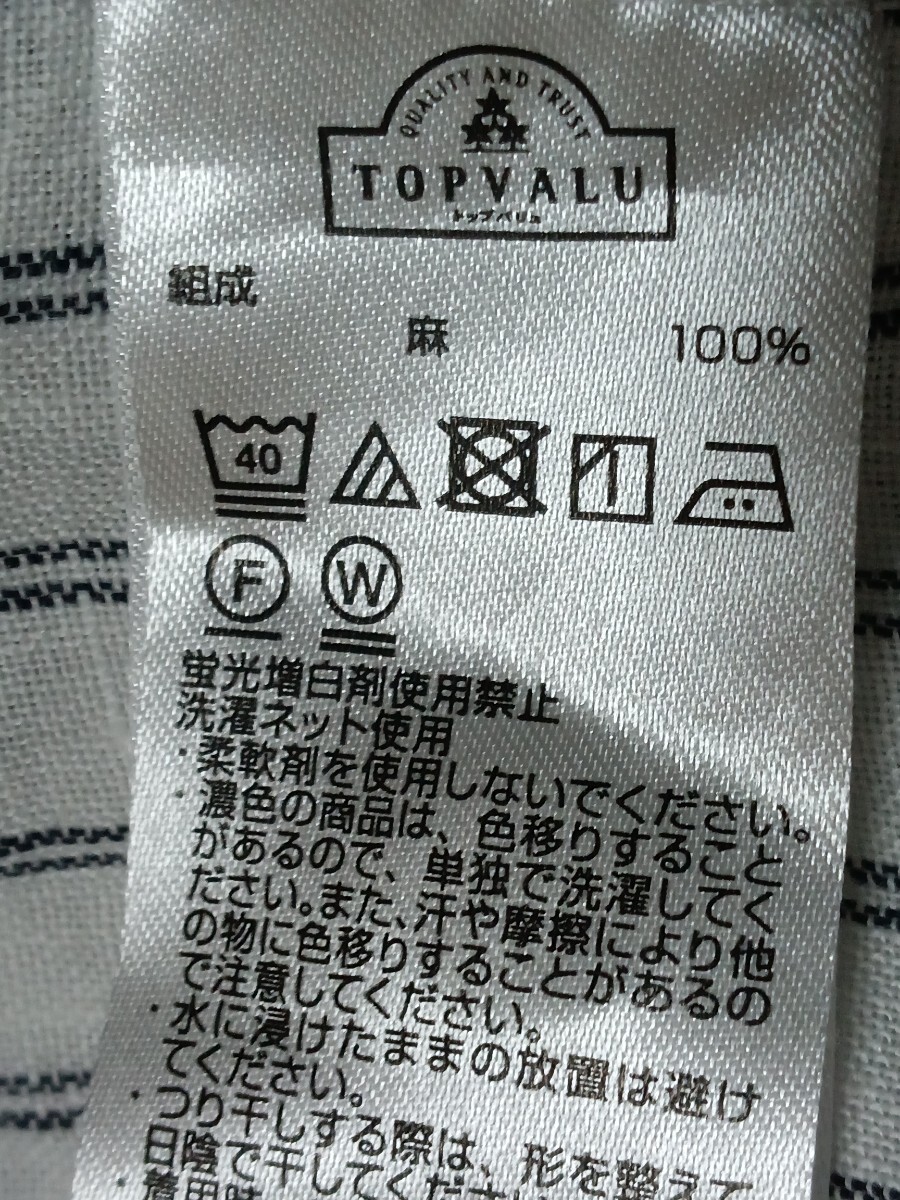 QUALITY AND TRUST
TOPVALU
トップバリュ
組成
麻 100%
40
F W
蛍光増白剤使用禁止
洗濯ネット使用
・柔軟剤を使用しないでください。
・濃色の商品は、色移りすること
があるので、単独で洗濯してく
ださい。また、汗や摩擦により他
の物に色移りすることがあるの
で注意してください。
・水に浸けたままの放置は避け
てください。
・つり干しする際は、形を整えて
日陰で干してくださ